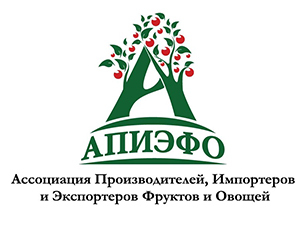 АПИЭФО
Ассоциация Производителей, Импортеров
и Экспортеров Фруктов и Овощей